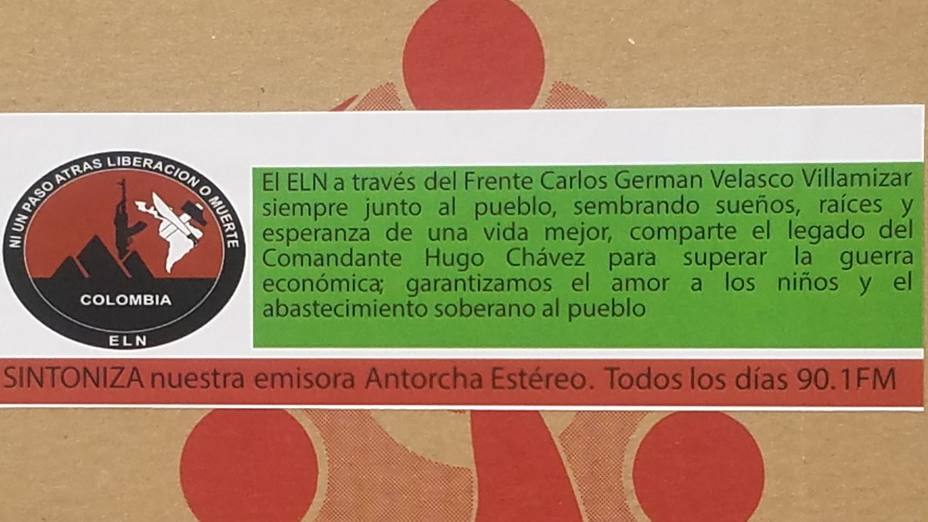 NI UN PASO ATRAS LIBERACION O MUERTE
COLOMBIA
ELN
El ELN a través del Frente Carlos German Velasco Villamizar
siempre junto al pueblo, sembrando sueños, raíces y
esperanza de una vida mejor, comparte el legado del
Comandante Hugo Chávez para superar la guerra
económica; garantizamos el amor a los niños y el
abastecimiento soberano al pueblo
SINTONIZA nuestra emisora Antorcha Estéreo. Todos los días 90.1FM